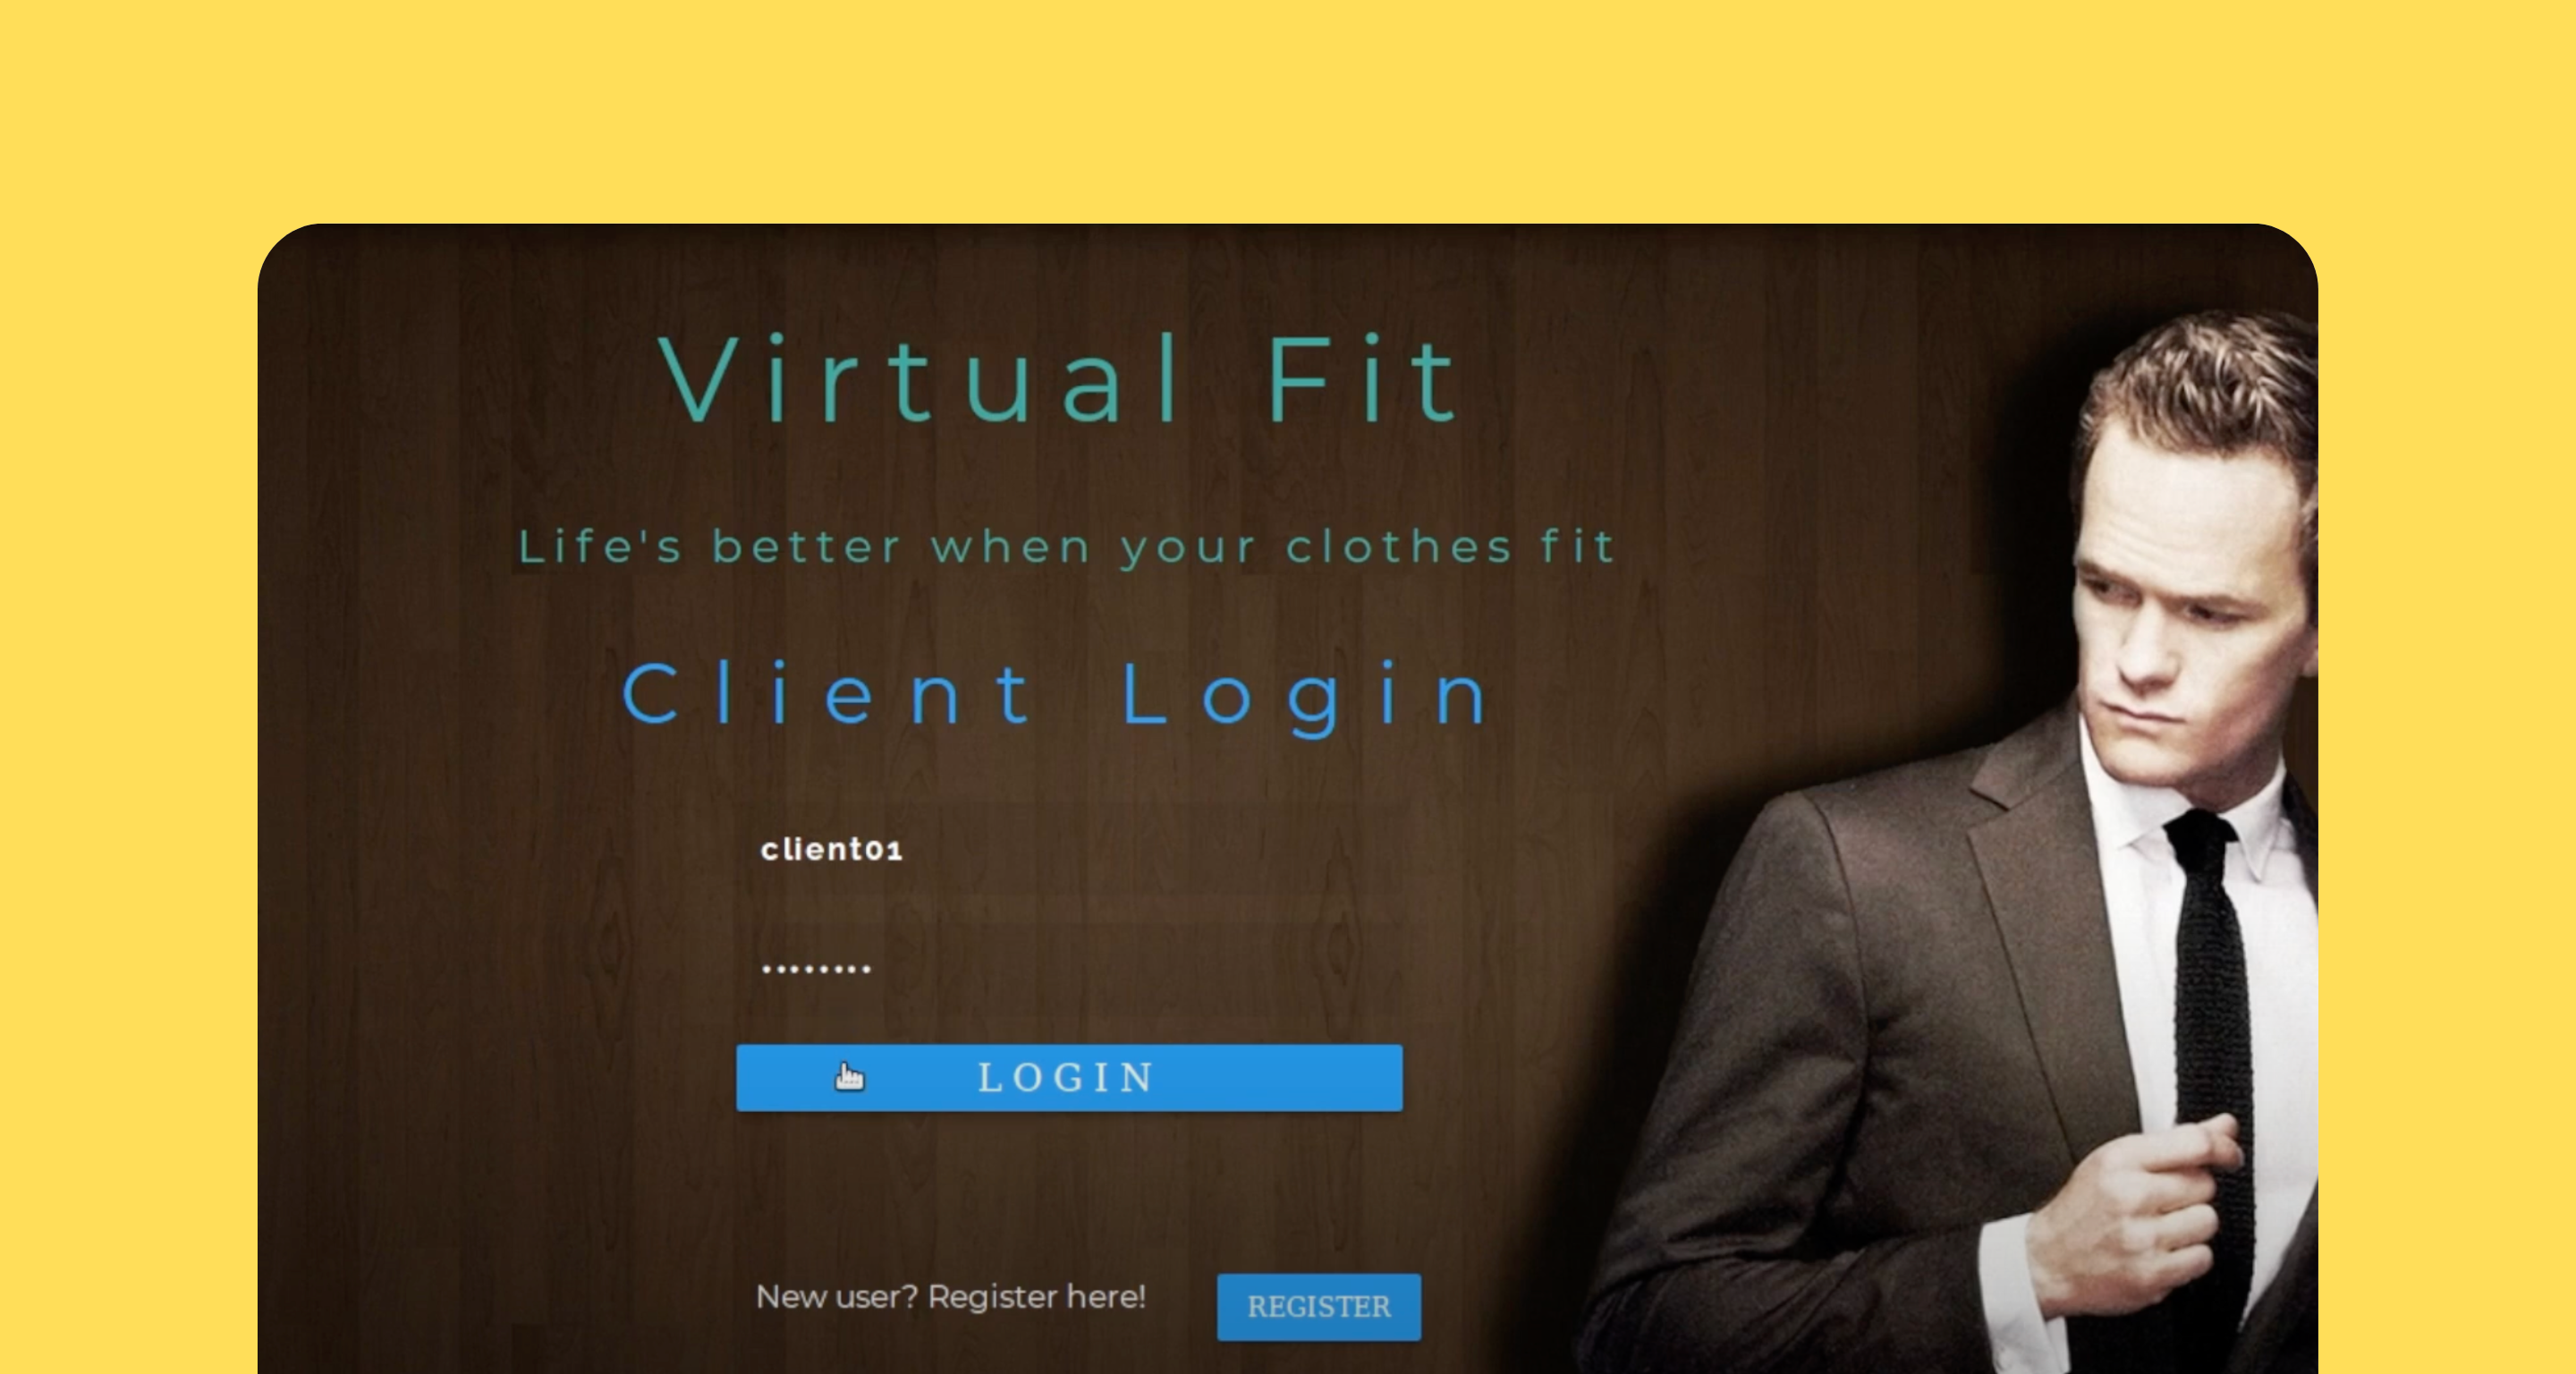 Virtual Fit
Life's better when your clothes fit
Client Login
client01
••••••••
LOGIN
New user? Register here!
REGISTER